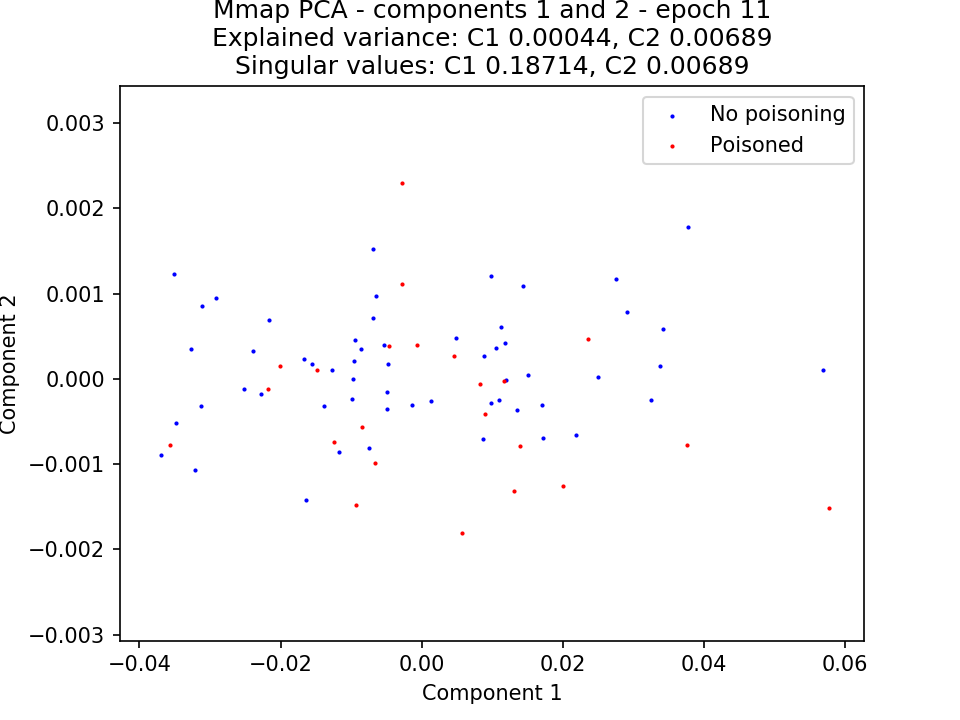 Mmap PCA - components 1 and 2 - epoch 11
Explained variance: C1 0.00044, C2 0.00689
Singular values: C1 0.18714, C2 0.00689
No poisoning
Poisoned
0.003
0.002
0.001
0.000
−0.001
−0.002
−0.003
Component 2
−0.04
−0.02
0.00
0.02
0.04
0.06
Component 1